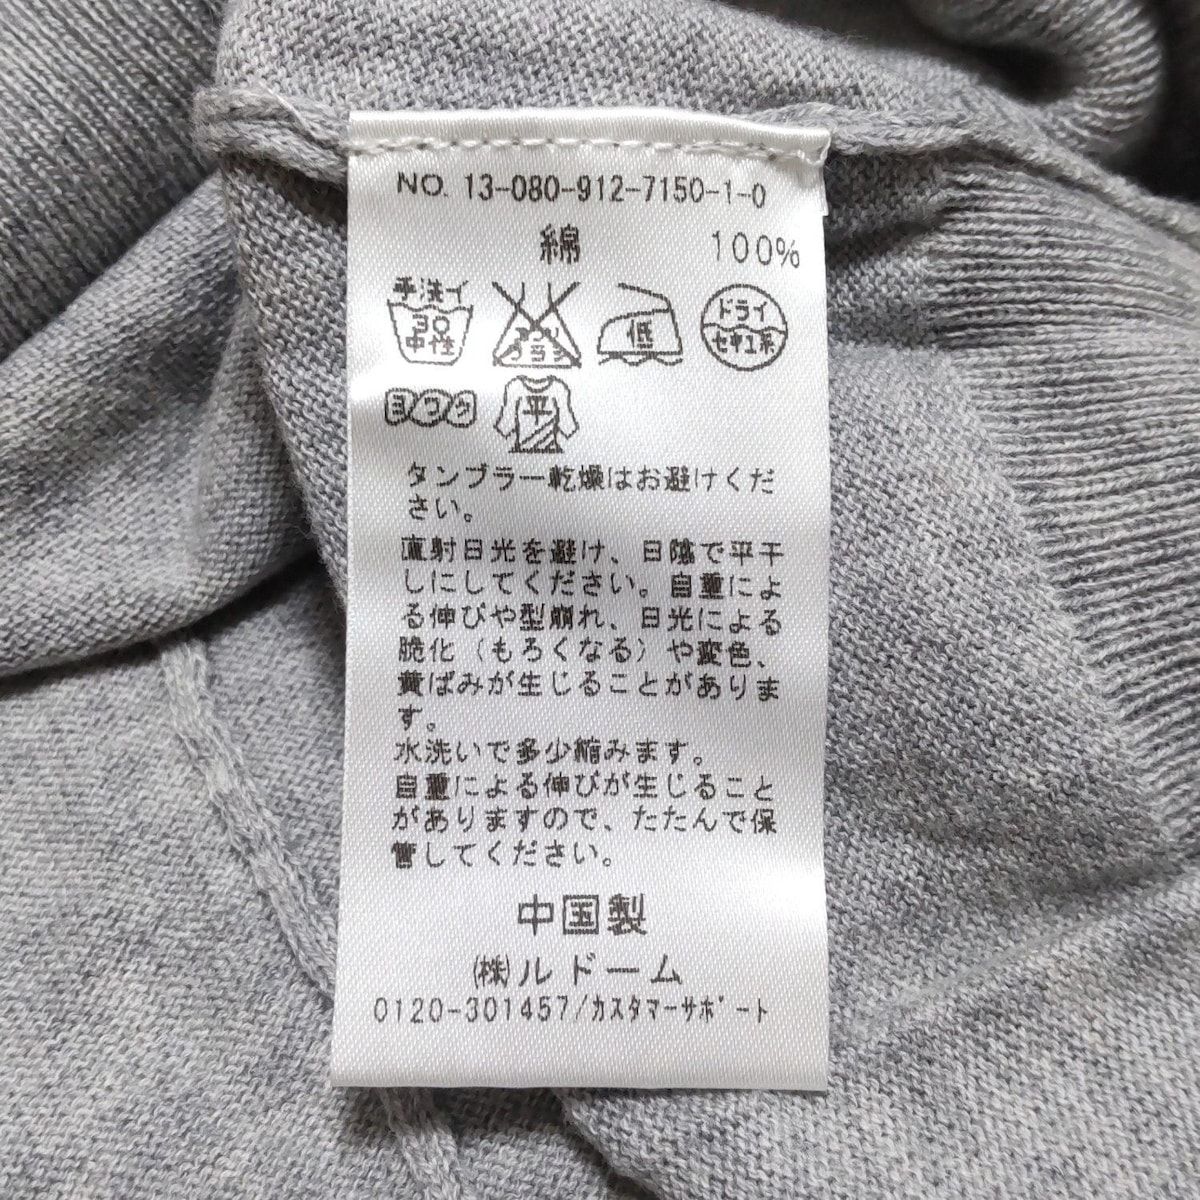 NO. 13-080-912-7150-1-0
綿 100%
手洗イ
30
中性
エンソ
サラシ
低
ドライ
セキユ系
ヨワク
平
タンブラー乾燥はお避けくだ
さい。
直射日光を避け、日陰で平干
しにしてください。自重によ
る伸びや型崩れ、日光による
脆化（もろくなる）や変色、
黄ばみが生じることがありま
す。
水洗いで多少縮みます。
自重による伸びが生じること
がありますので、たたんで保
管してください。
中国製
(株)ルドーム
0120-301457/カスタマーサポート